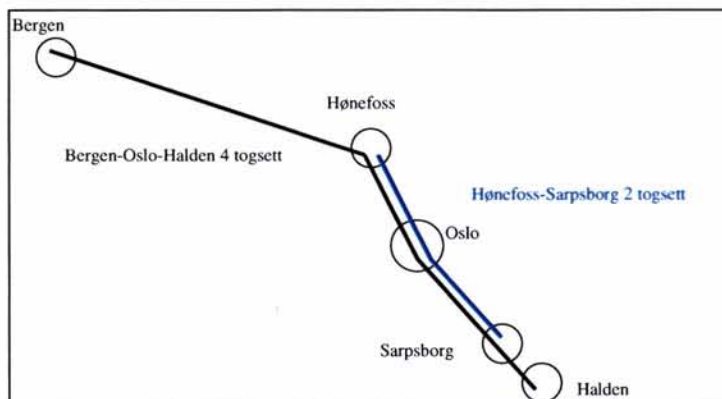 Bergen
Hønefoss
Bergen-Oslo-Halden 4 togsett
Hønefoss-Sarpsborg 2 togsett
Oslo
Sarpsborg
Halden